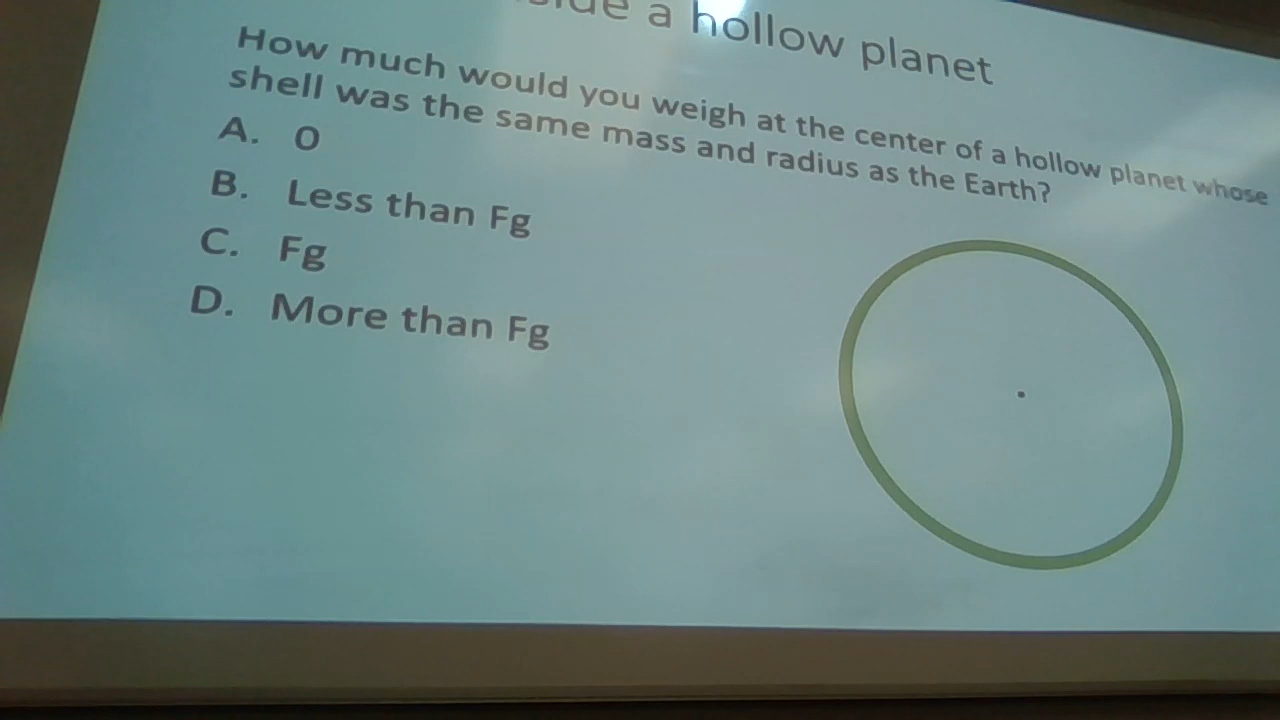 a hollow planet
How much would you weigh at the center of a hollow planet whose
shell was the same mass and radius as the Earth?
A. 0
B. Less than Fg
C. Fg
D. More than Fg